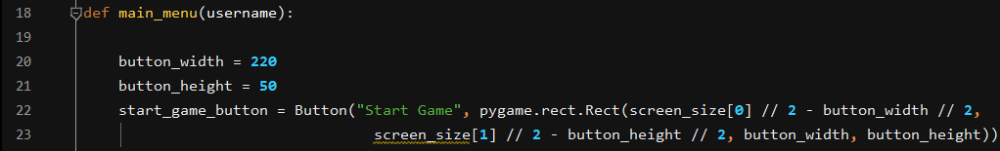 18 def main_menu(username):
19
20 button_width = 220
21 button_height = 50
22 start_game_button = Button("Start Game", pygame.rect.Rect(screen_size[0] // 2 - button_width // 2,
23 screen_size[1] // 2 - button_height // 2, button_width, button_height))